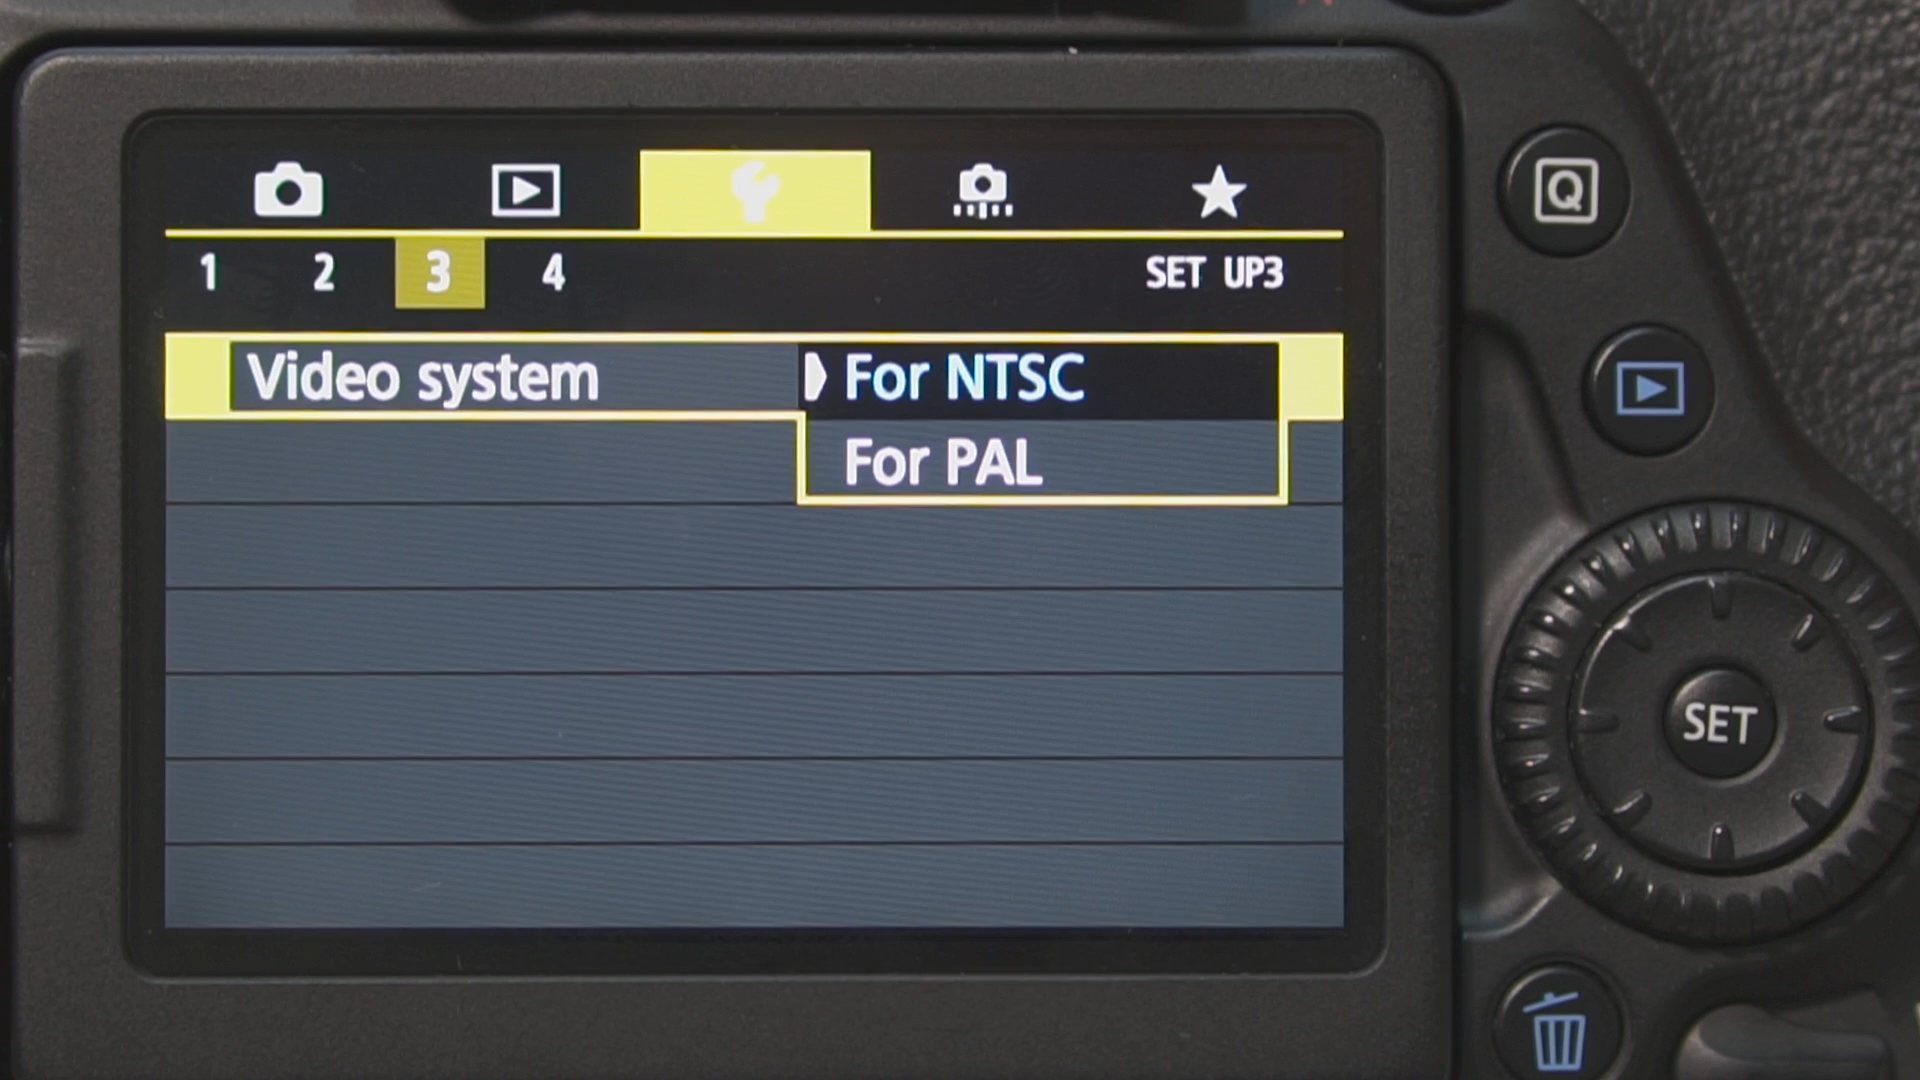 Q
1 2 3 4 SET UP3
Video system For NTSC
For PAL
SET